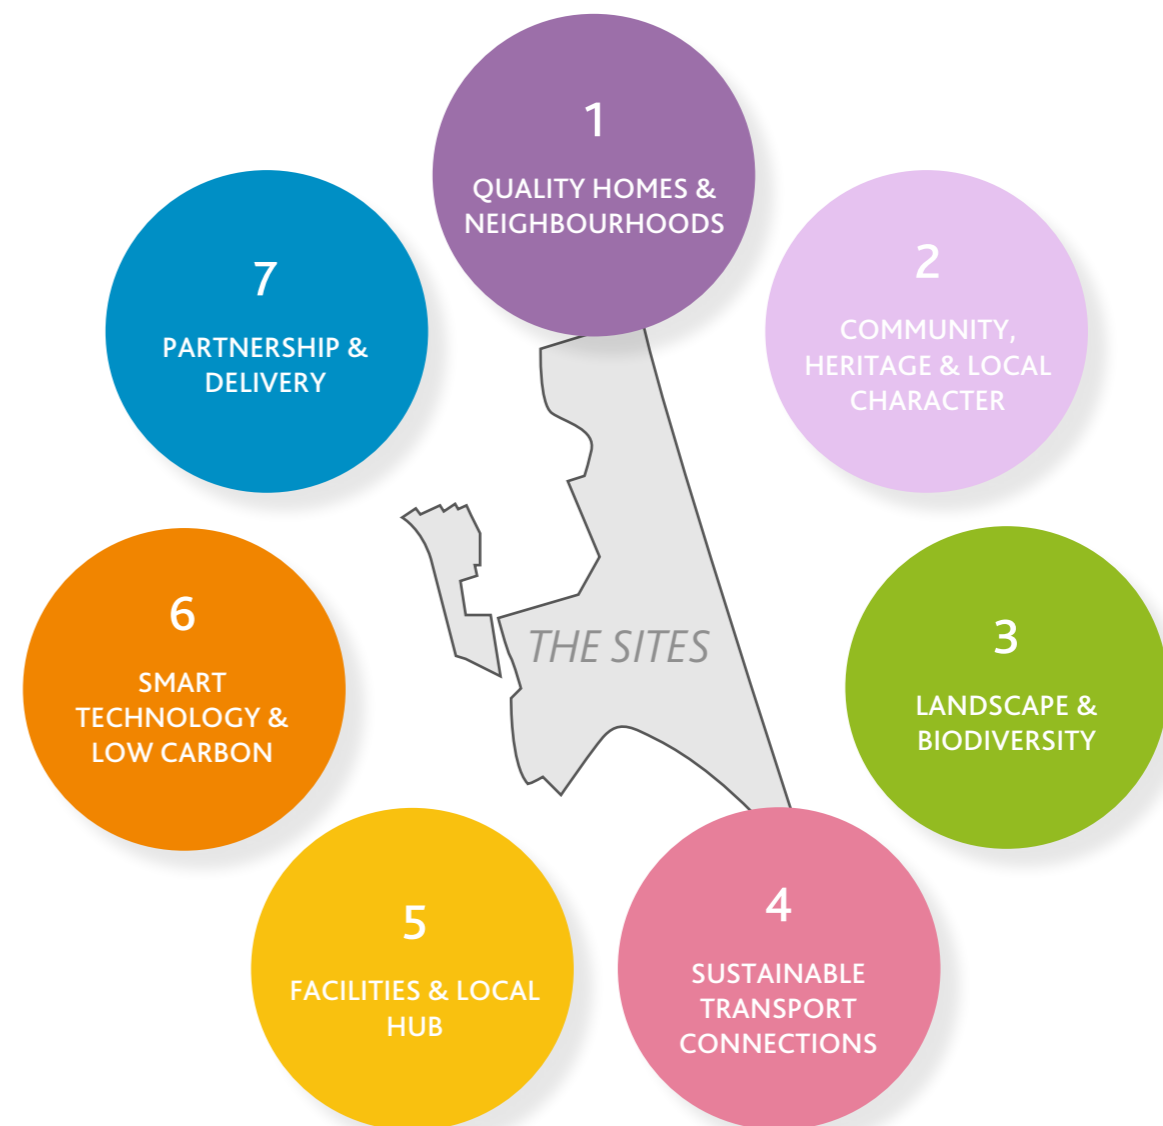 1
QUALITY HOMES &
NEIGHBOURHOODS
2
COMMUNITY,
HERITAGE & LOCAL
CHARACTER
3
LANDSCAPE &
BIODIVERSITY
4
SUSTAINABLE
TRANSPORT
CONNECTIONS
5
FACILITIES & LOCAL
HUB
6
SMART
TECHNOLOGY &
LOW CARBON
7
PARTNERSHIP &
DELIVERY
THE SITES